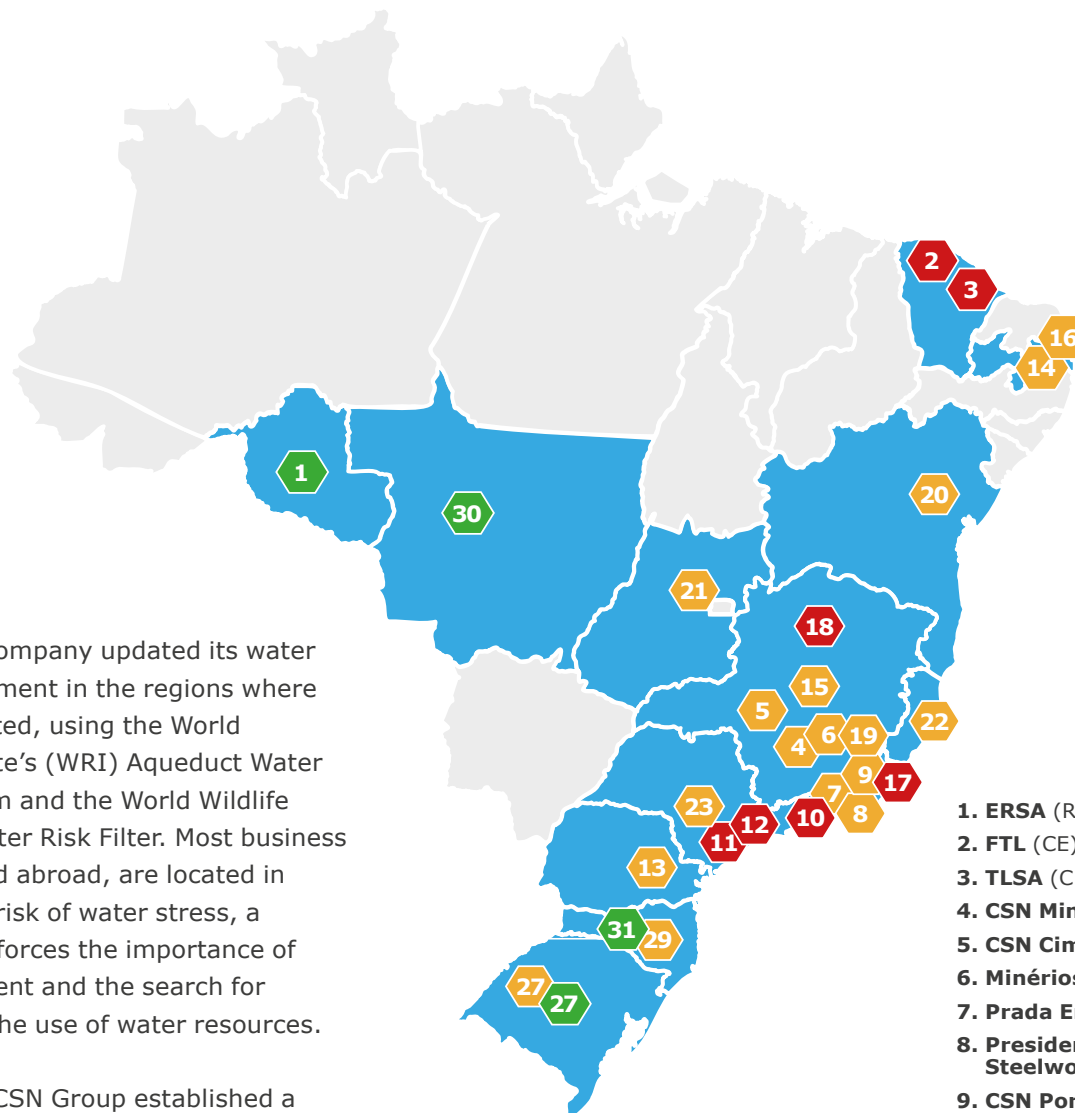 2
3
16
14
1
30
20
21
18
15
5
22
6
19
4
9
17
7
23
8
10
12
11
13
31
29
27
27
ompany updated its water
ment in the regions where
ted, using the World
te's (WRI) Aqueduct Water
m and the World Wildlife
ter Risk Filter. Most business
d abroad, are located in
risk of water stress, a
forces the importance of
ent and the search for
he use of water resources.
CSN Group established a
1. ERSA (R
2. FTL (CE)
3. TLSA (C
4. CSN Min
5. CSN Cim
6. Minérios
7. Prada E
8. Presiden
Steelwo
9. CSN Por